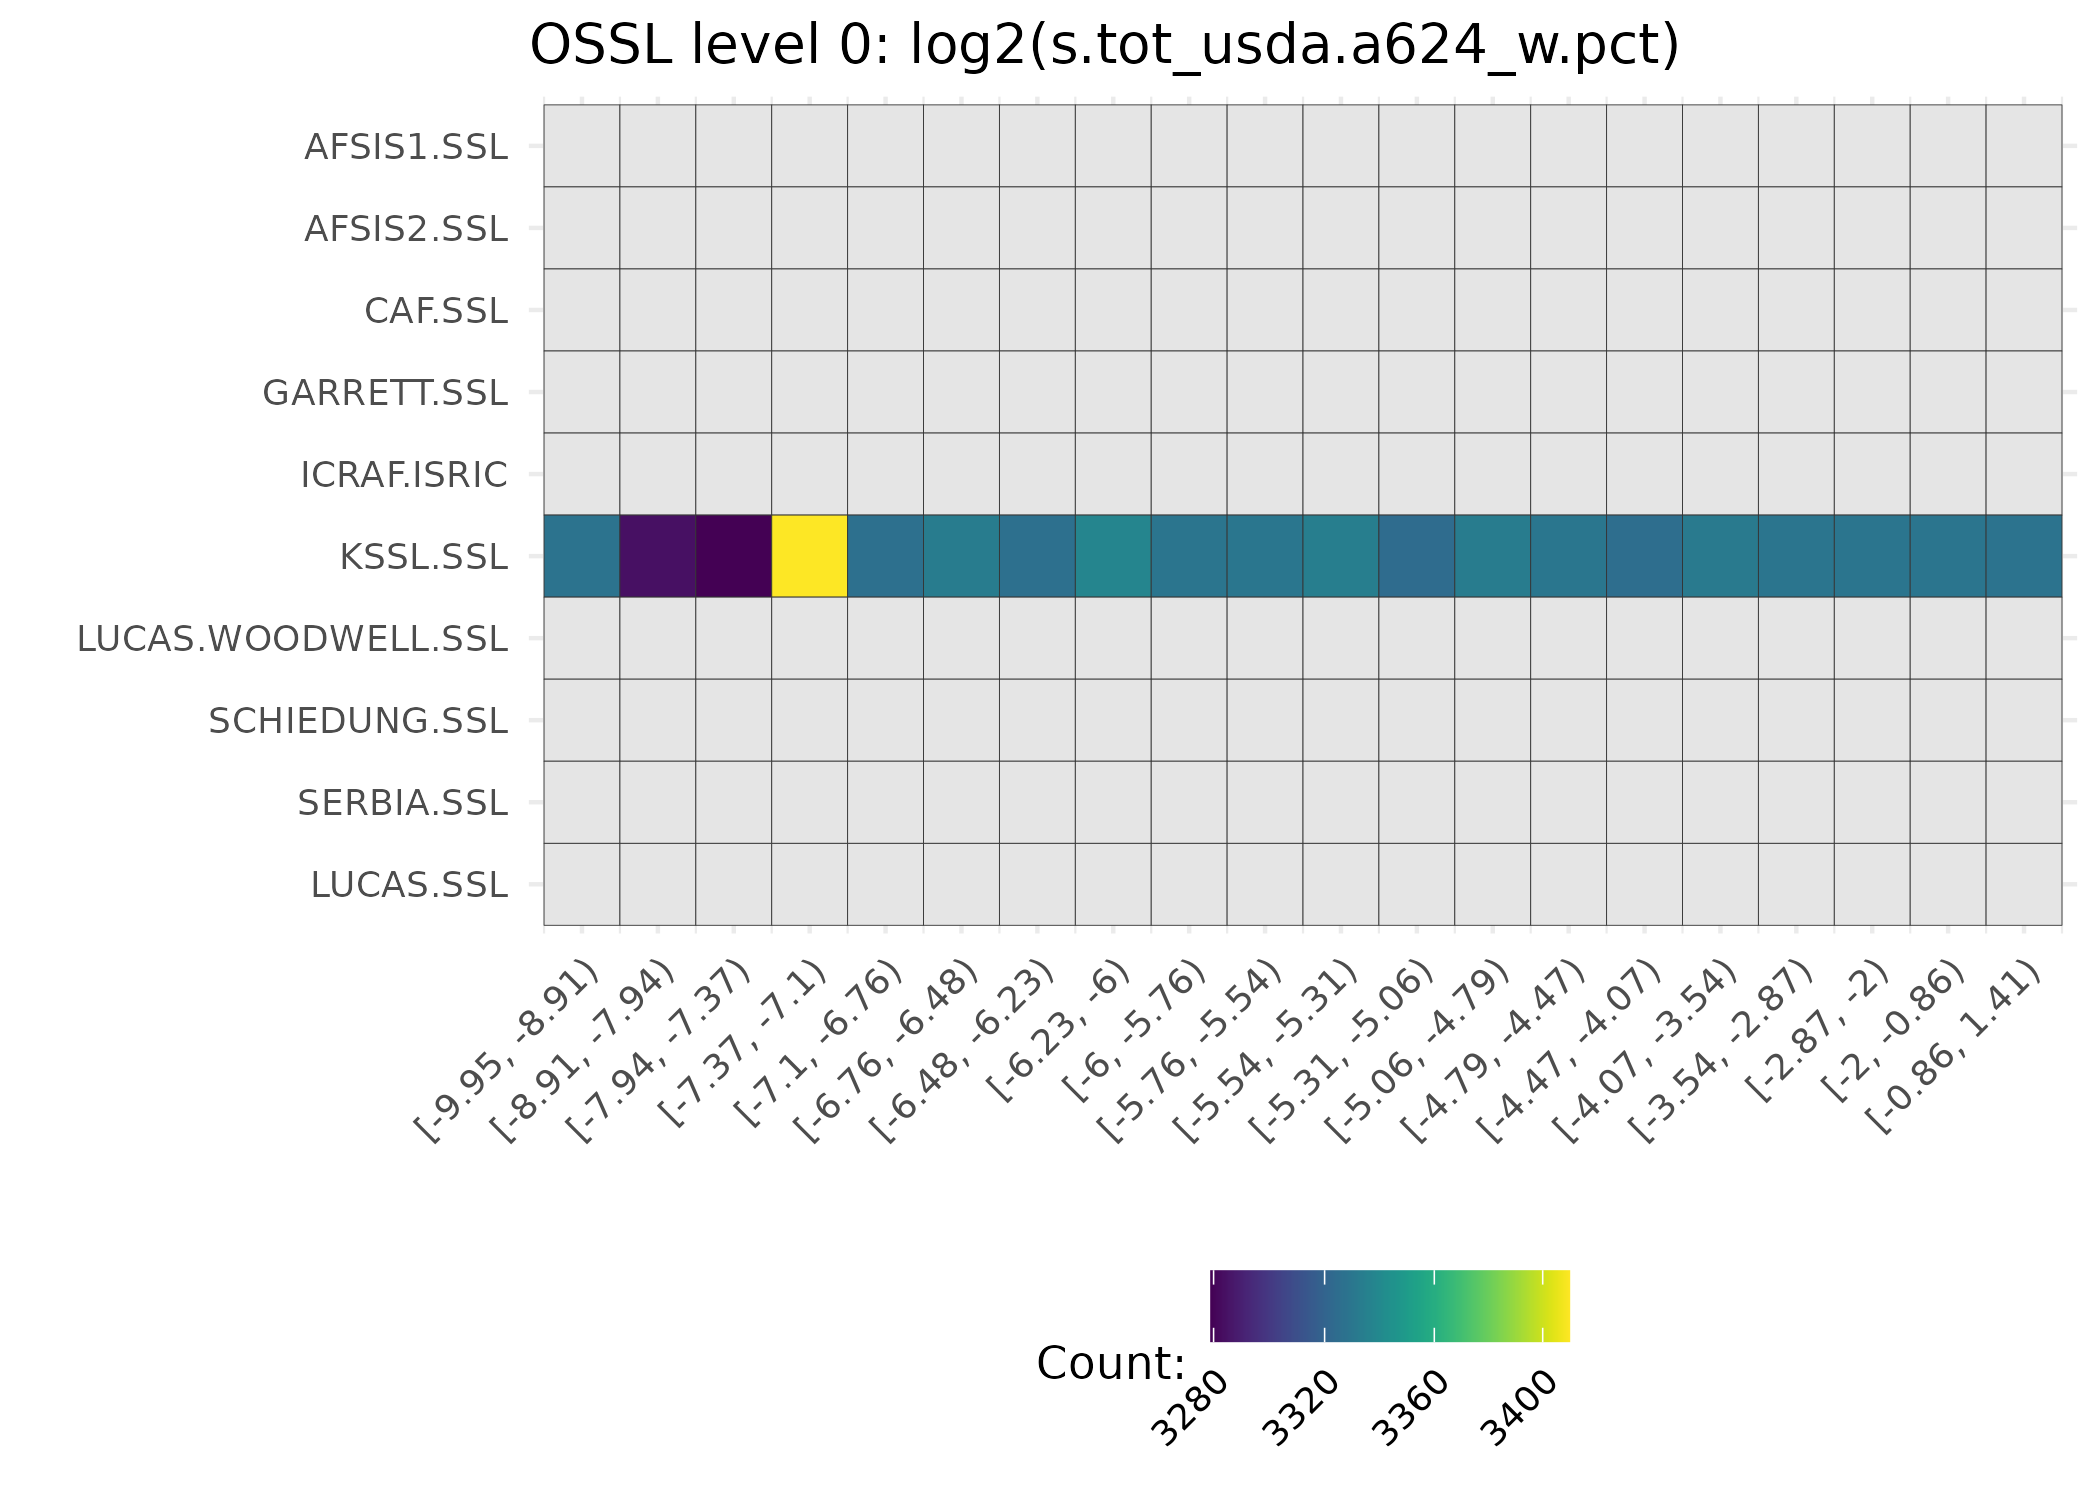 OSSL level 0: log2(s.tot_usda.a624_w.pct)
AFSIS1.SSL
AFSIS2.SSL
CAF.SSL
GARRETT.SSL
ICRAF.ISRIC
KSSL.SSL
LUCAS.WOODWELL.SSL
SCHIEDUNG.SSL
SERBIA.SSL
LUCAS.SSL
[-9.95, -8.91)
[-8.91, -7.94)
[-7.94, -7.37)
[-7.37, -7.1)
[-7.1, -6.76)
[-6.76, -6.48)
[-6.48, -6.23)
[-6.23, -6)
[-6, -5.76)
[-5.76, -5.54)
[-5.54, -5.31)
[-5.31, -5.06)
[-5.06, -4.79)
[-4.79, -4.47)
[-4.47, -4.07)
[-4.07, -3.54)
[-3.54, -2.87)
[-2.87, -2)
[-2, -0.86)
[-0.86, 1.41)
Count:
3280
3320
3360
3400